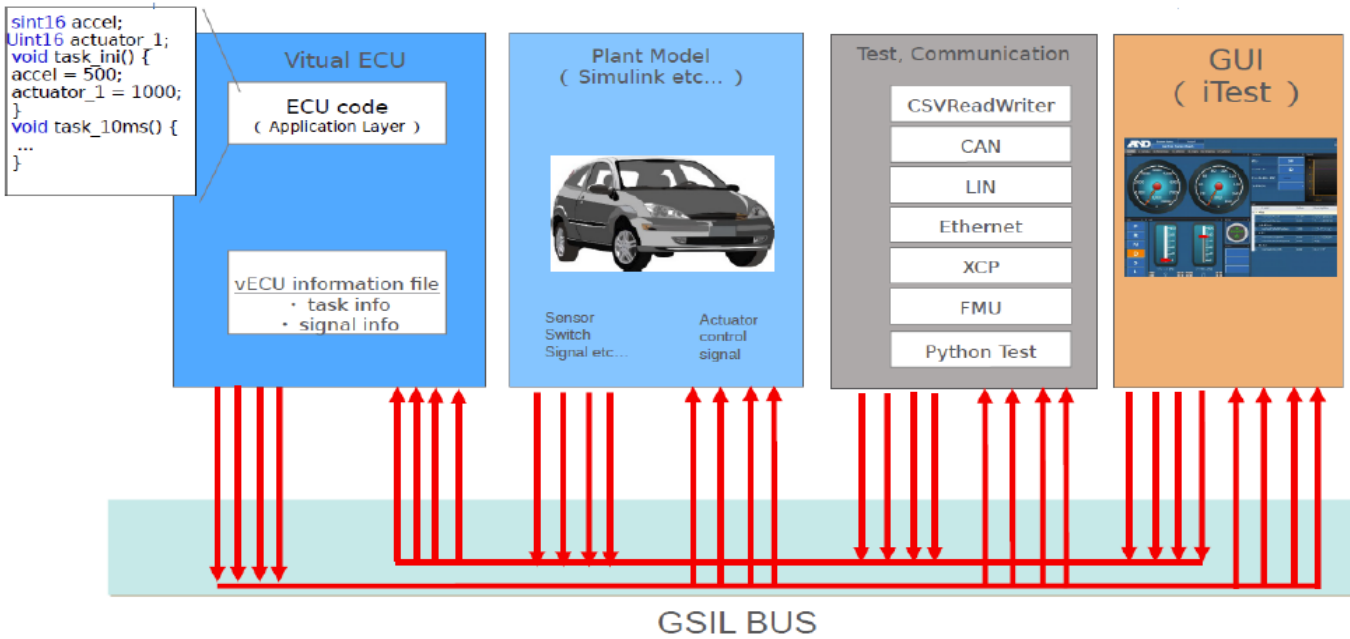 sint16 accel;
Uint16 actuator_1;
void task_ini() {
accel = 500;
actuator_1 = 1000;
}
void task_10ms() {
...
}
Vitual ECU
ECU code
( Application Layer )
vECU information file
・ task info
・ signal info
Plant Model
( Simulink etc... )
Sensor
Switch
Signal etc...
Actuator
control
signal
Test, Communication
CSVReadWriter
CAN
LIN
Ethernet
XCP
FMU
Python Test
GUI
( iTest )
AND
GSIL BUS